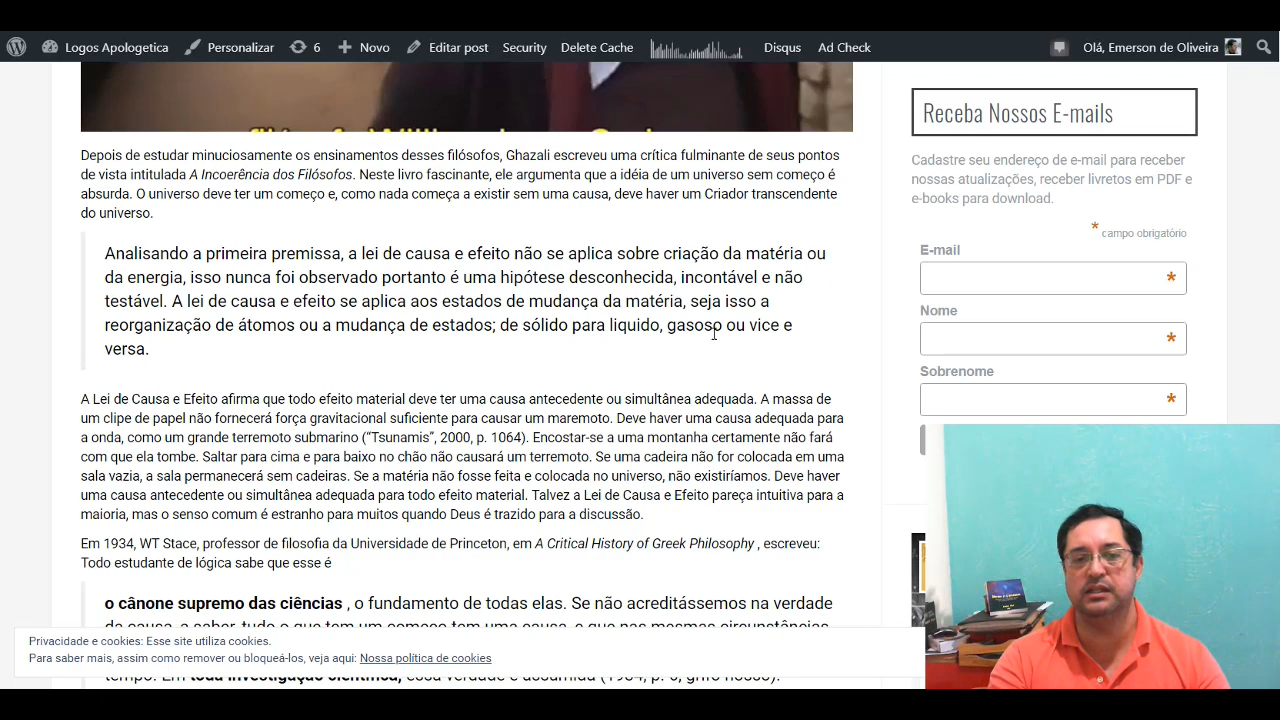 Logos Apologetica Personalizar 6 Novo Editar post Security Delete Cache Disqus Ad Check Olá, Emerson de Oliveira
Depois de estudar minuciosamente os ensinamentos desses filósofos, Ghazali escreveu uma crítica fulminante de seus pontos
de vista intitulada A Incoerência dos Filósofos. Neste livro fascinante, ele argumenta que a idéia de um universo sem começo é
absurda. O universo deve ter um começo e, como nada começa a existir sem uma causa, deve haver um Criador transcendente
do universo.
Analisando a primeira premissa, a lei de causa e efeito não se aplica sobre criação da matéria ou
da energia, isso nunca foi observado portanto é uma hipótese desconhecida, incontável e não
testável. A lei de causa e efeito se aplica aos estados de mudança da matéria, seja isso a
reorganização de átomos ou a mudança de estados; de sólido para liquido, gasoso ou vice e
versa.
A Lei de Causa e Efeito afirma que todo efeito material deve ter uma causa antecedente ou simultânea adequada. A massa de
um clipe de papel não fornecerá força gravitacional suficiente para causar um maremoto. Deve haver uma causa adequada para
a onda, como um grande terremoto submarino (“Tsunamis”, 2000, p. 1064). Encostar-se a uma montanha certamente não fará
com que ela tombe. Saltar para cima e para baixo no chão não causará um terremoto. Se uma cadeira não for colocada em uma
sala vazia, a sala permanecerá sem cadeiras. Se a matéria não fosse feita e colocada no universo, não existiríamos. Deve haver
uma causa antecedente ou simultânea adequada para todo efeito material. Talvez a Lei de Causa e Efeito pareça intuitiva para a
maioria, mas o senso comum é estranho para muitos quando Deus é trazido para a discussão.
Em 1934, WT Stace, professor de filosofia da Universidade de Princeton, em A Critical History of Greek Philosophy , escreveu:
Todo estudante de lógica sabe que esse é
o cânone supremo das ciências , o fundamento de todas elas. Se não acreditássemos na verdade
Privacidade e cookies: Esse site utiliza cookies.
Para saber mais, assim como remover ou bloqueá-los, veja aqui: Nossa política de cookies
Receba Nossos E-mails
Cadastre seu endereço de e-mail para receber
nossas atualizações, receber livretos em PDF e
e-books para download.
* campo obrigatório
E-mail
*
Nome
*
Sobrenome
*